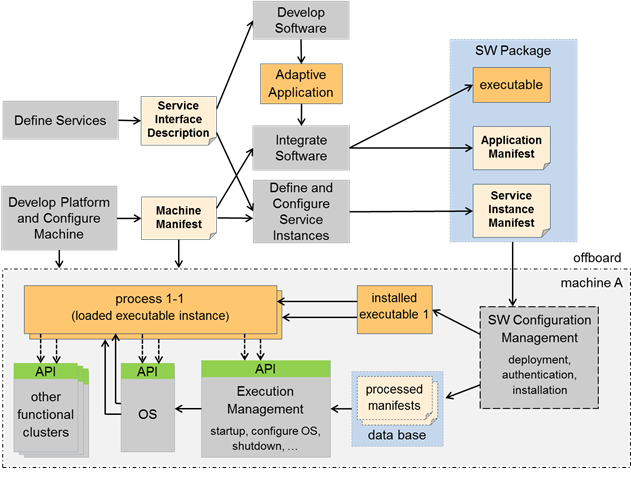 Develop
Software
SW Package
Adaptive
Application
executable
Define Services
Service
Interface
Description
Integrate
Software
Application
Manifest
Develop Platform
and Configure
Machine
Machine
Manifest
Define and
Configure
Service
Instances
Service
Instance
Manifest
offboard
machine A
process 1-1
(loaded executable instance)
installed
executable 1
SW Configuration
Management
deployment,
authentication,
installation
API
other
functional
clusters
API
OS
API
Execution
Management
startup, configure OS,
shutdown, …
processed
manifests
data base